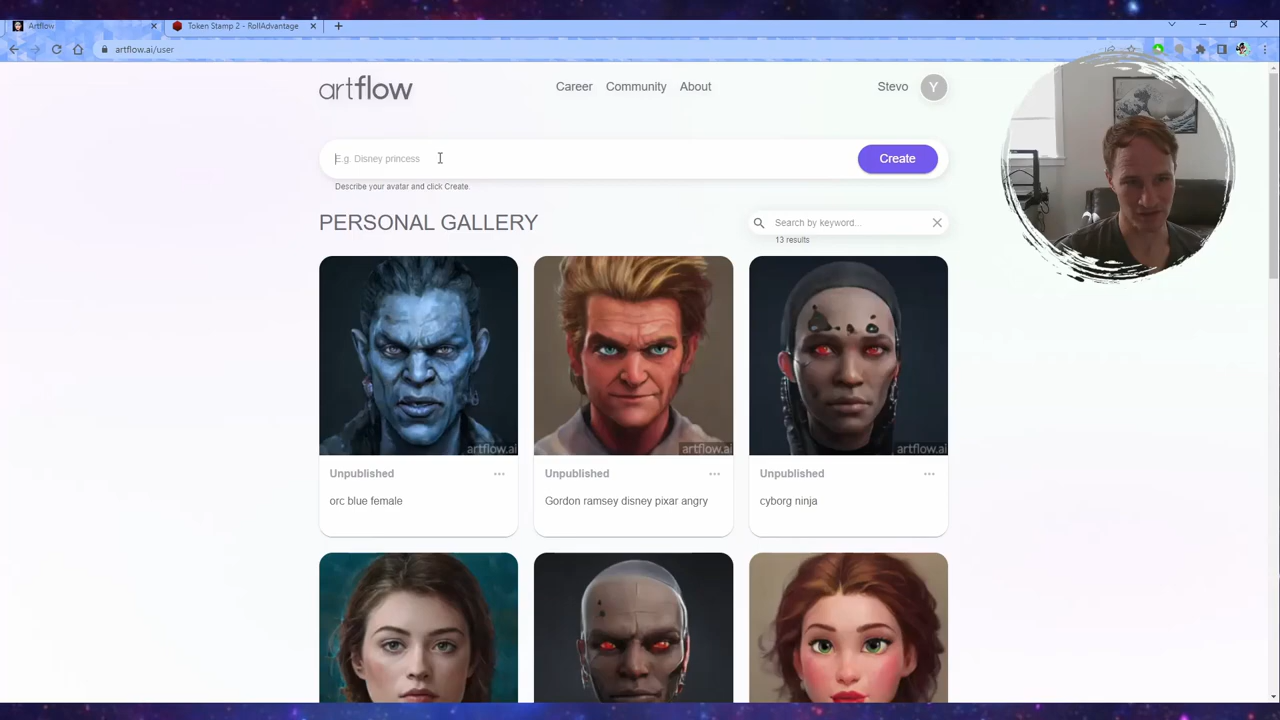 Artflow
Token Stamp 2 - RollAdvantage
artflow.ai/user
artflow
Career Community About
Stevo Y
E.g. Disney princess
Create
Describe your avatar and click Create.
PERSONAL GALLERY
Search by keyword...
13 results
artflow.ai
artflow.ai
artflow.ai
Unpublished
Unpublished
Unpublished
orc blue female
Gordon ramsey disney pixar angry
cyborg ninja